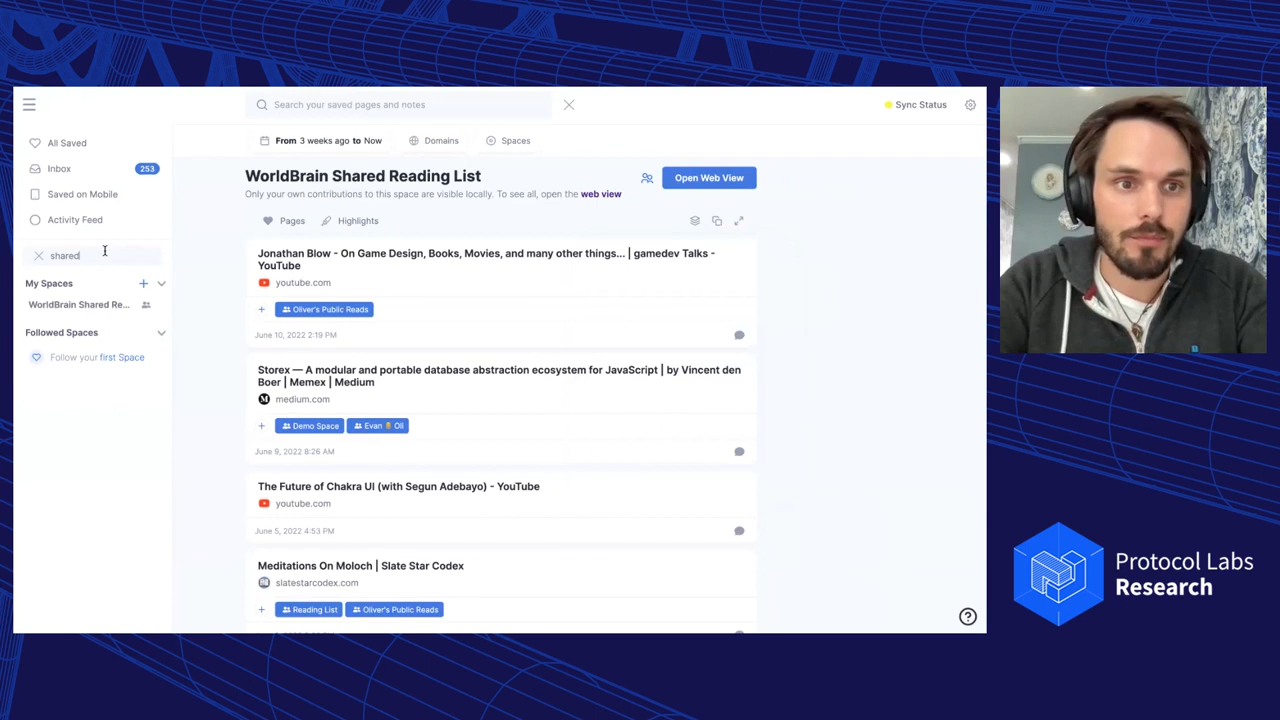 Search your saved pages and notes
Sync Status
All Saved
Inbox
253
Saved on Mobile
Activity Feed
shared
My Spaces
WorldBrain Shared Re...
Followed Spaces
Follow your first Space
From 3 weeks ago to Now
Domains
Spaces
WorldBrain Shared Reading List
Open Web View
Only your own contributions to this space are visible locally. To see all, open the web view
Pages
Highlights
Jonathan Blow - On Game Design, Books, Movies, and many other things... | gamedev Talks -
YouTube
youtube.com
Oliver's Public Reads
June 10, 2022 2:19 PM
Storex — A modular and portable database abstraction ecosystem for JavaScript | by Vincent den
Boer | Memex | Medium
medium.com
Demo Space
Evan Oli
June 9, 2022 8:26 AM
The Future of Chakra UI (with Segun Adebayo) - YouTube
youtube.com
June 5, 2022 4:53 PM
Meditations On Moloch | Slate Star Codex
slatestarcodex.com
Reading List
Oliver's Public Reads
Protocol Labs
Research